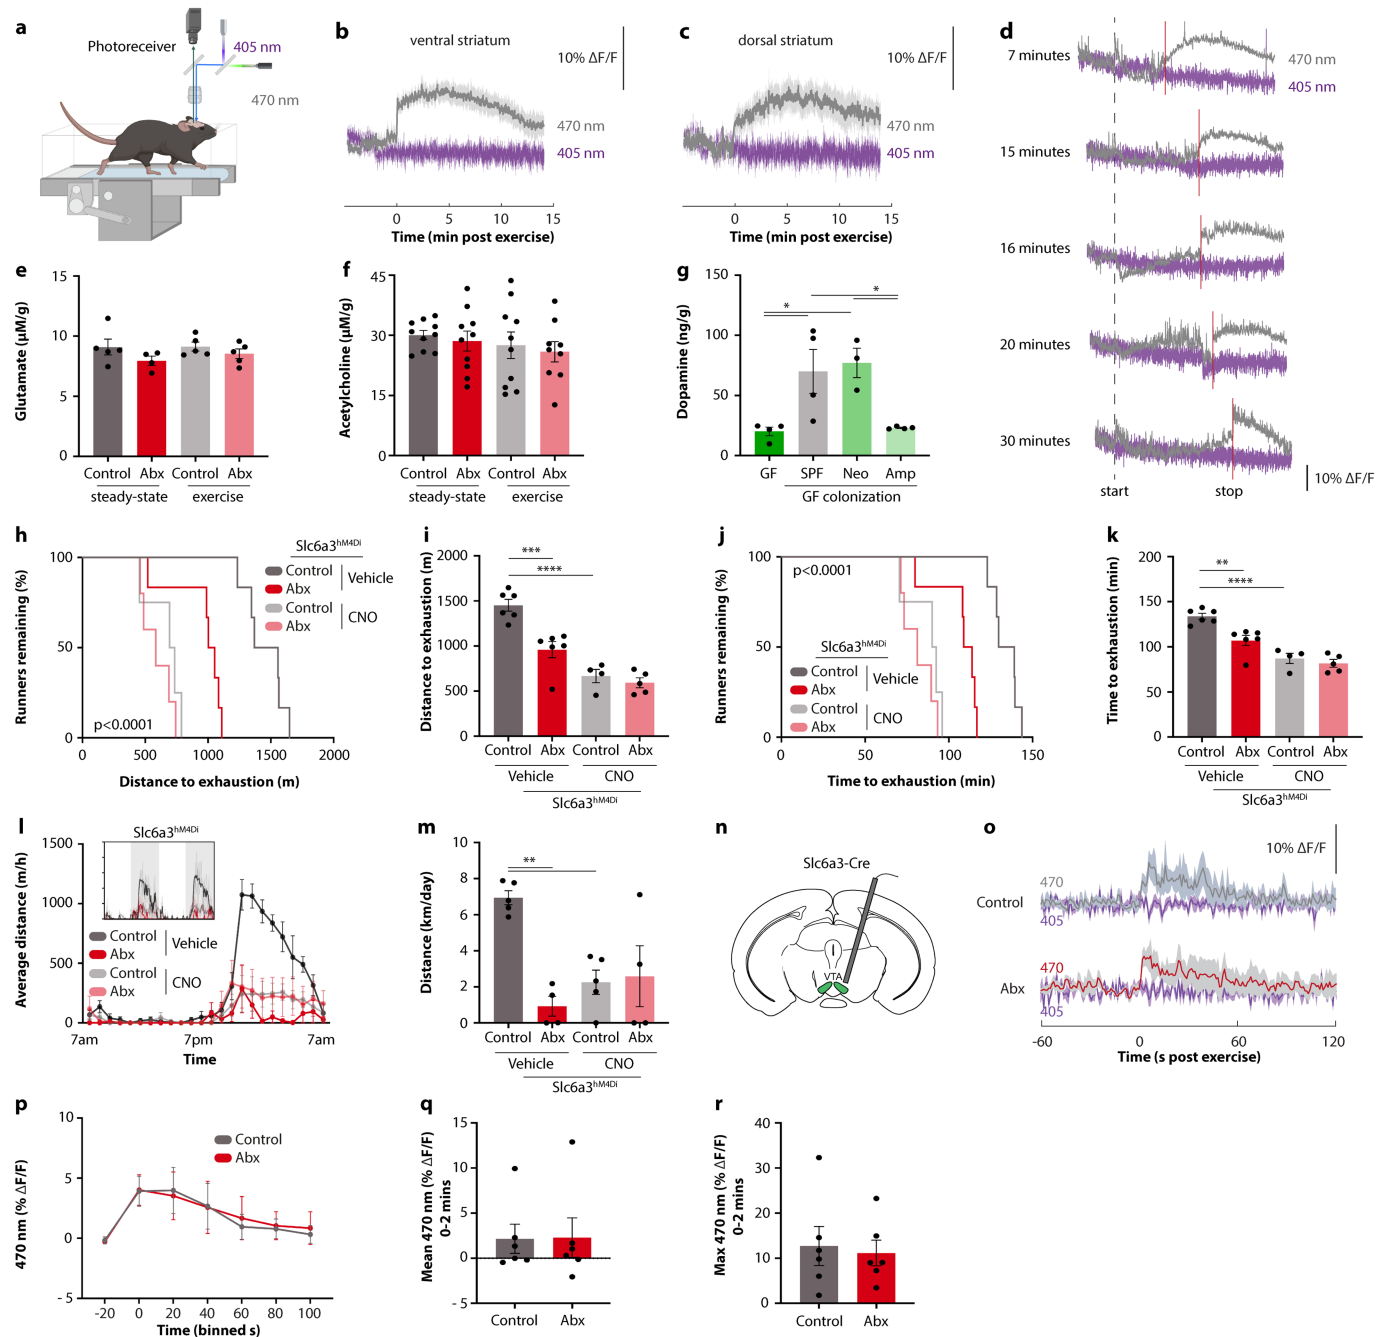 a
Photoreceiver
405 nm
470 nm
b
ventral striatum
10% ΔF/F
470 nm
405 nm
0 5 10 15
Time (min post exercise)
c
dorsal striatum
10% ΔF/F
470 nm
405 nm
0 5 10 15
Time (min post exercise)
d
7 minutes
470 nm
405 nm
15 minutes
16 minutes
20 minutes
30 minutes
10% ΔF/F
start stop
e
Glutamate (µM/g)
15
10
5
0
Control Abx Control Abx
steady-state exercise
f
Acetylcholine (µM/g)
45
30
15
0
Control Abx Control Abx
steady-state exercise
g
Dopamine (ng/g)
150
100
50
0
* *
GF SPF Neo Amp
GF colonization
h
Runners remaining (%)
100
50
0
Slc6a3hM4Di
Control
Abx
Vehicle
Control
Abx
CNO
p<0.0001
0 500 1000 1500 2000
Distance to exhaustion (m)
i
Distance to exhaustion (m)
2000
1500
1000
500
0
***
****
Control Abx Control Abx
Vehicle CNO
Slc6a3hM4Di
j
Runners remaining (%)
100
50
0
p<0.0001
Slc6a3hM4Di
Control
Abx
Vehicle
Control
Abx
CNO
0 50 100 150
Time to exhaustion (min)
k
Time to exhaustion (min)
200
150
100
50
0
**
****
Control Abx Control Abx
Vehicle CNO
Slc6a3hM4Di
l
Slc6a3hM4Di
Average distance (m/h)
1500
1000
500
0
Control
Abx
Vehicle
Control
Abx
CNO
7am 7pm 7am
Time
m
Distance (km/day)
10
8
6
4
2
0
**
Control Abx Control Abx
Vehicle CNO
Slc6a3hM4Di
n
Slc6a3-Cre
VTA
o
10% ΔF/F
Control
470
405
Abx
470
405
-60 0 60 120
Time (s post exercise)
p
470 nm (% ΔF/F)
10
5
0
- 5
Control
Abx
-20 0 20 40 60 80 100
Time (binned s)
q
Mean 470 nm (% ΔF/F)
0-2 mins
15
10
5
0
- 5
Control Abx
r
Max 470 nm (% ΔF/F)
0-2 mins
40
30
20
10
0
Control Abx